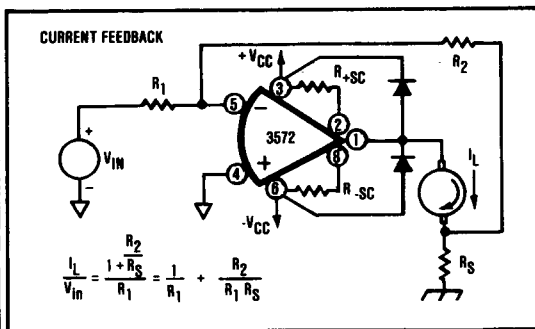 CURRENT FEEDBACK
+VCC
R+SC
R2
R1
3
5
−
2
1
3572
8
4
+
6
R-SC
-VCC
+
VIN
−
IL
RS
IL/Vin = (1 + R2/RS)/R1 = 1/R1 + R2/(R1 RS)